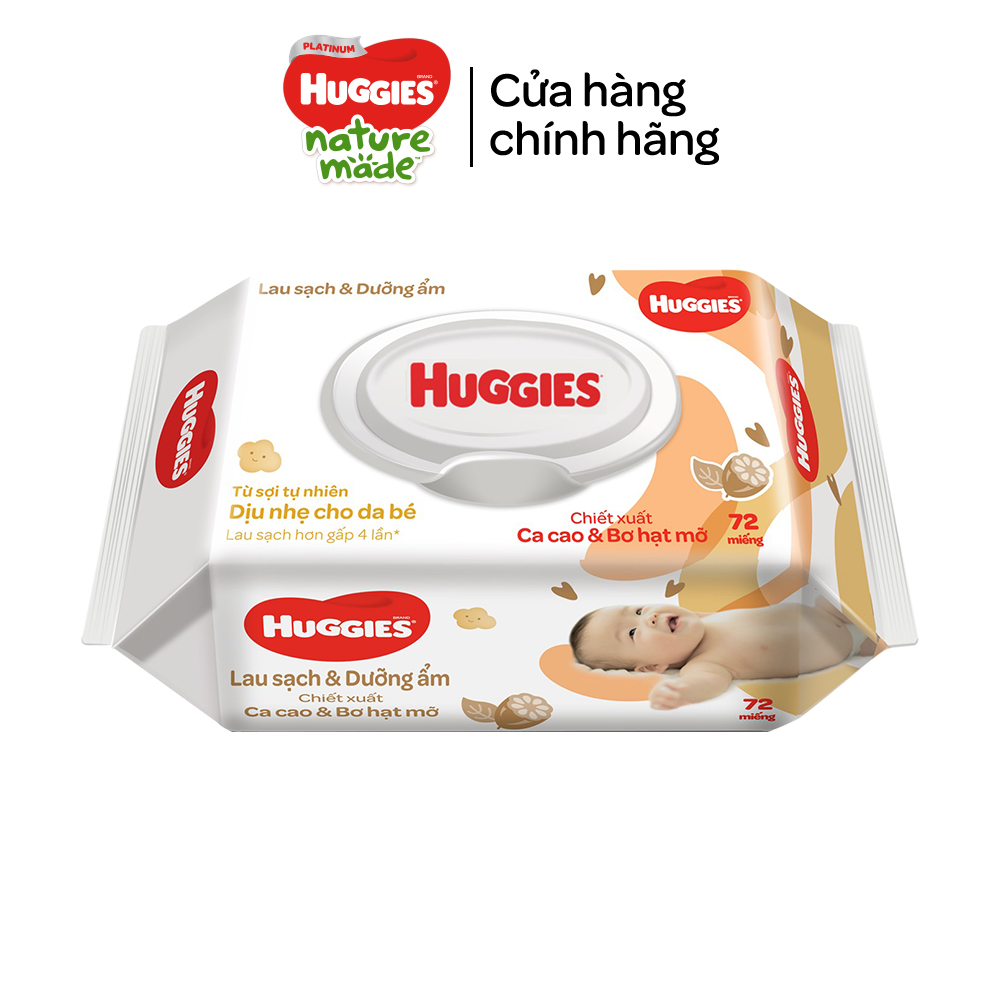 PLATINUM
HUGGIES
BRAND
nature
made
Cửa hàng
chính hãng
Lau sạch & Dưỡng ẩm
HUGGIES
HUGGIES
HUGGIES
HUGGIES
Từ sợi tự nhiên
Dịu nhẹ cho da bé
Lau sạch hơn gấp 4 lần*
Chiết xuất
Ca cao & Bơ hạt mỡ
72
miếng
HUGGIES
BRAND
Lau sạch & Dưỡng ẩm
Chiết xuất
Ca cao & Bơ hạt mỡ
72
miếng